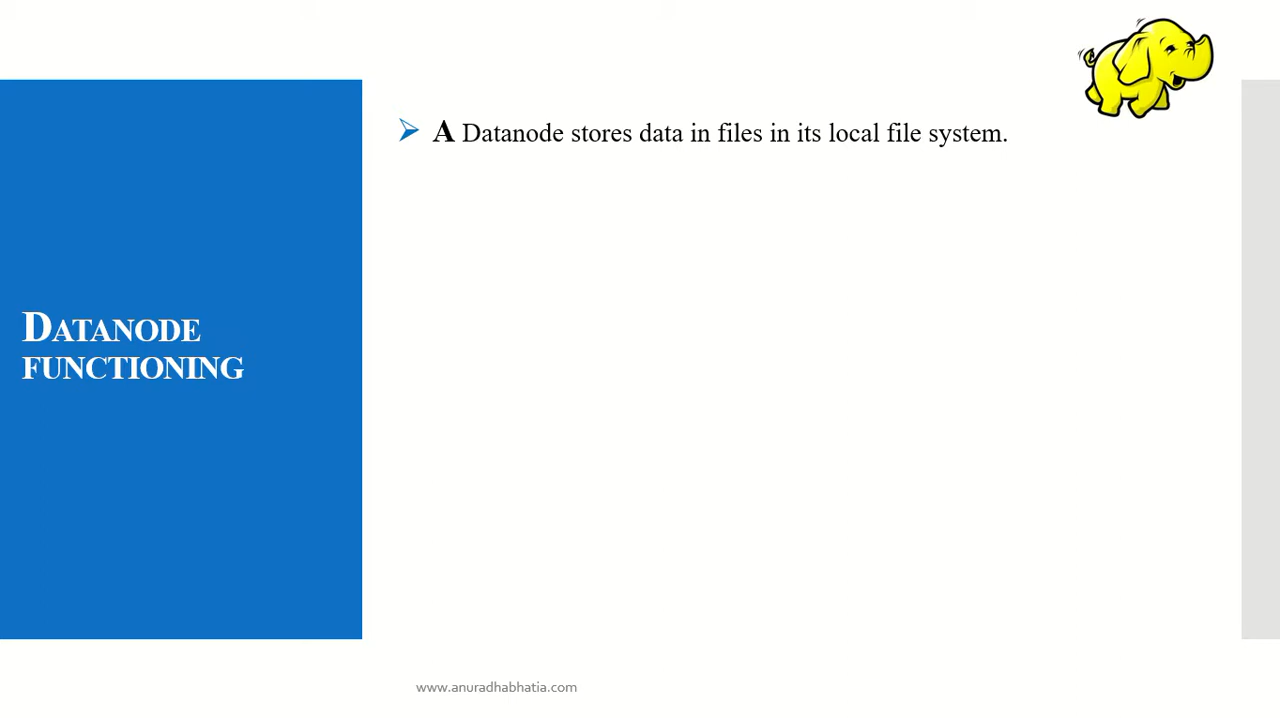 DATANODE
FUNCTIONING
A Datanode stores data in files in its local file system.
www.anuradhabhatia.com